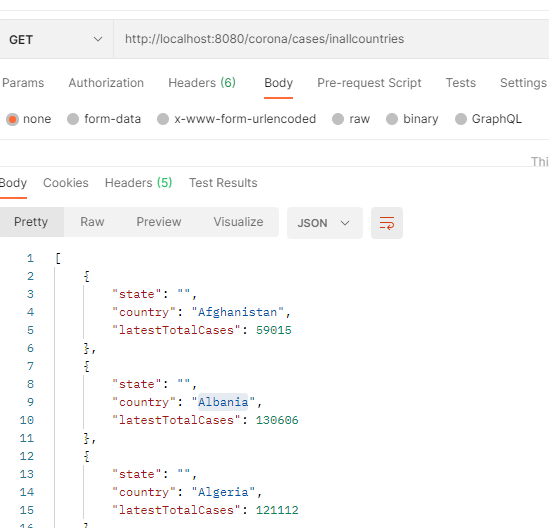 GET http://localhost:8080/corona/cases/inallcountries
Params Authorization Headers (6) Body Pre-request Script Tests Settings
none form-data x-www-form-urlencoded raw binary GraphQL
Thi
Body Cookies Headers (5) Test Results
Pretty Raw Preview Visualize JSON
1 [
2 {
3 "state": "",
4 "country": "Afghanistan",
5 "latestTotalCases": 59015
6 },
7 {
8 "state": "",
9 "country": "Albania",
10 "latestTotalCases": 130606
11 },
12 {
13 "state": "",
14 "country": "Algeria",
15 "latestTotalCases": 121112
16 }